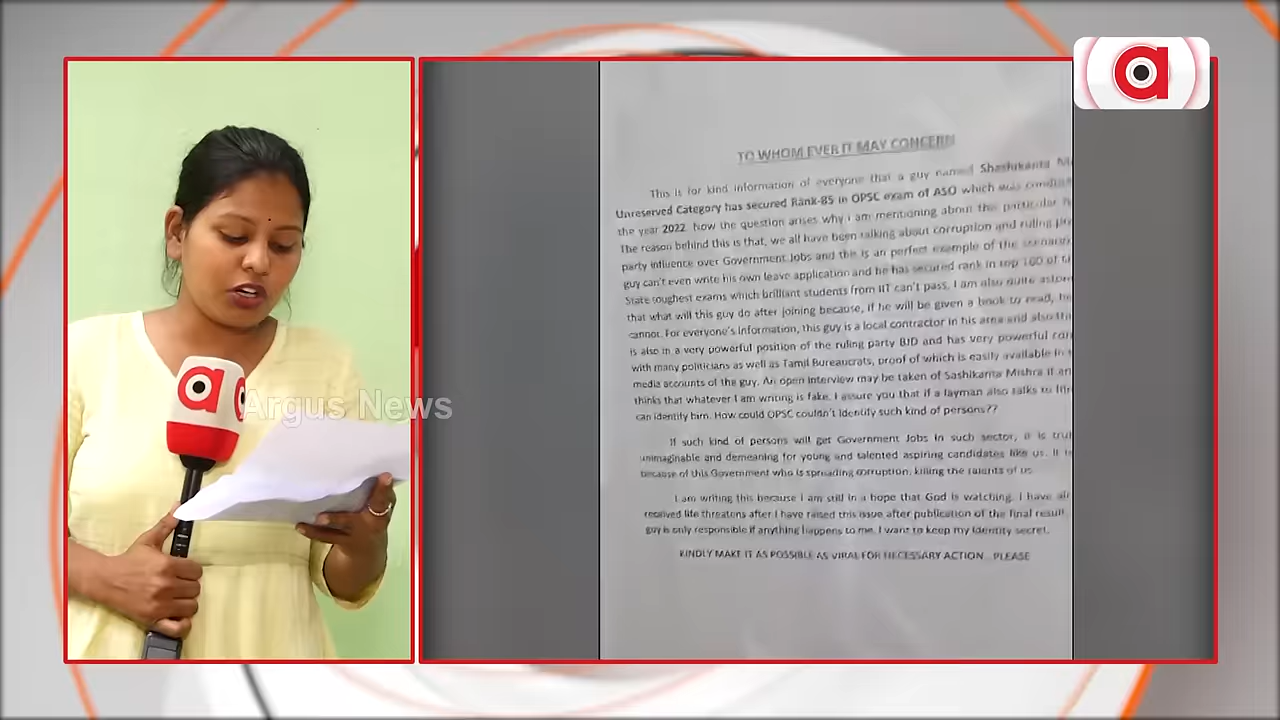 a
TO WHOM EVER IT MAY CONCERN
This is for kind information of everyone that a guy named Shashikanta
Unreserved Category has secured Rank-85 in OPSC exam of ASO which was
the year 2022. Now the question arises why I am mentioning about this particular
The reason behind this is that, we all have been talking about corruption and ruling
party influence over Government Jobs and this is an perfect example of the
guy can't even write his own leave application and he has secured rank in top 100 of
State toughest exams which brilliant students from IIT can't pass. I am also quite
that what will this guy do after joining because, if he will be given a book to read, he
cannot. For everyone's information, this guy is a local contractor in his area and also
is also in a very powerful position of the ruling party BJD and has very powerful
with many politicians as well as Tamil Bureaucrats, proof of which is easily available in
media accounts of the guy. An open interview may be taken of Sashikanta Mishra if
thinks that whatever I am writing is fake. I assure you that if a layman also talks to
can identify him. How could OPSC couldn't identify such kind of persons??
If such kind of persons will get Government Jobs in such sector, it is
unimaginable and demeaning for young and talented aspiring candidates like us. It
because of this Government who is spreading corruption, killing the talents of us.
I am writing this because I am still in a hope that God is watching. I have
received life threatens after I have raised this issue after publication of the final result,
guy is only responsible if anything happens to me. I want to keep my identity secret.
KINDLY MAKE IT AS POSSIBLE AS VIRAL FOR NECESSARY ACTION...PLEASE
a
Argus News